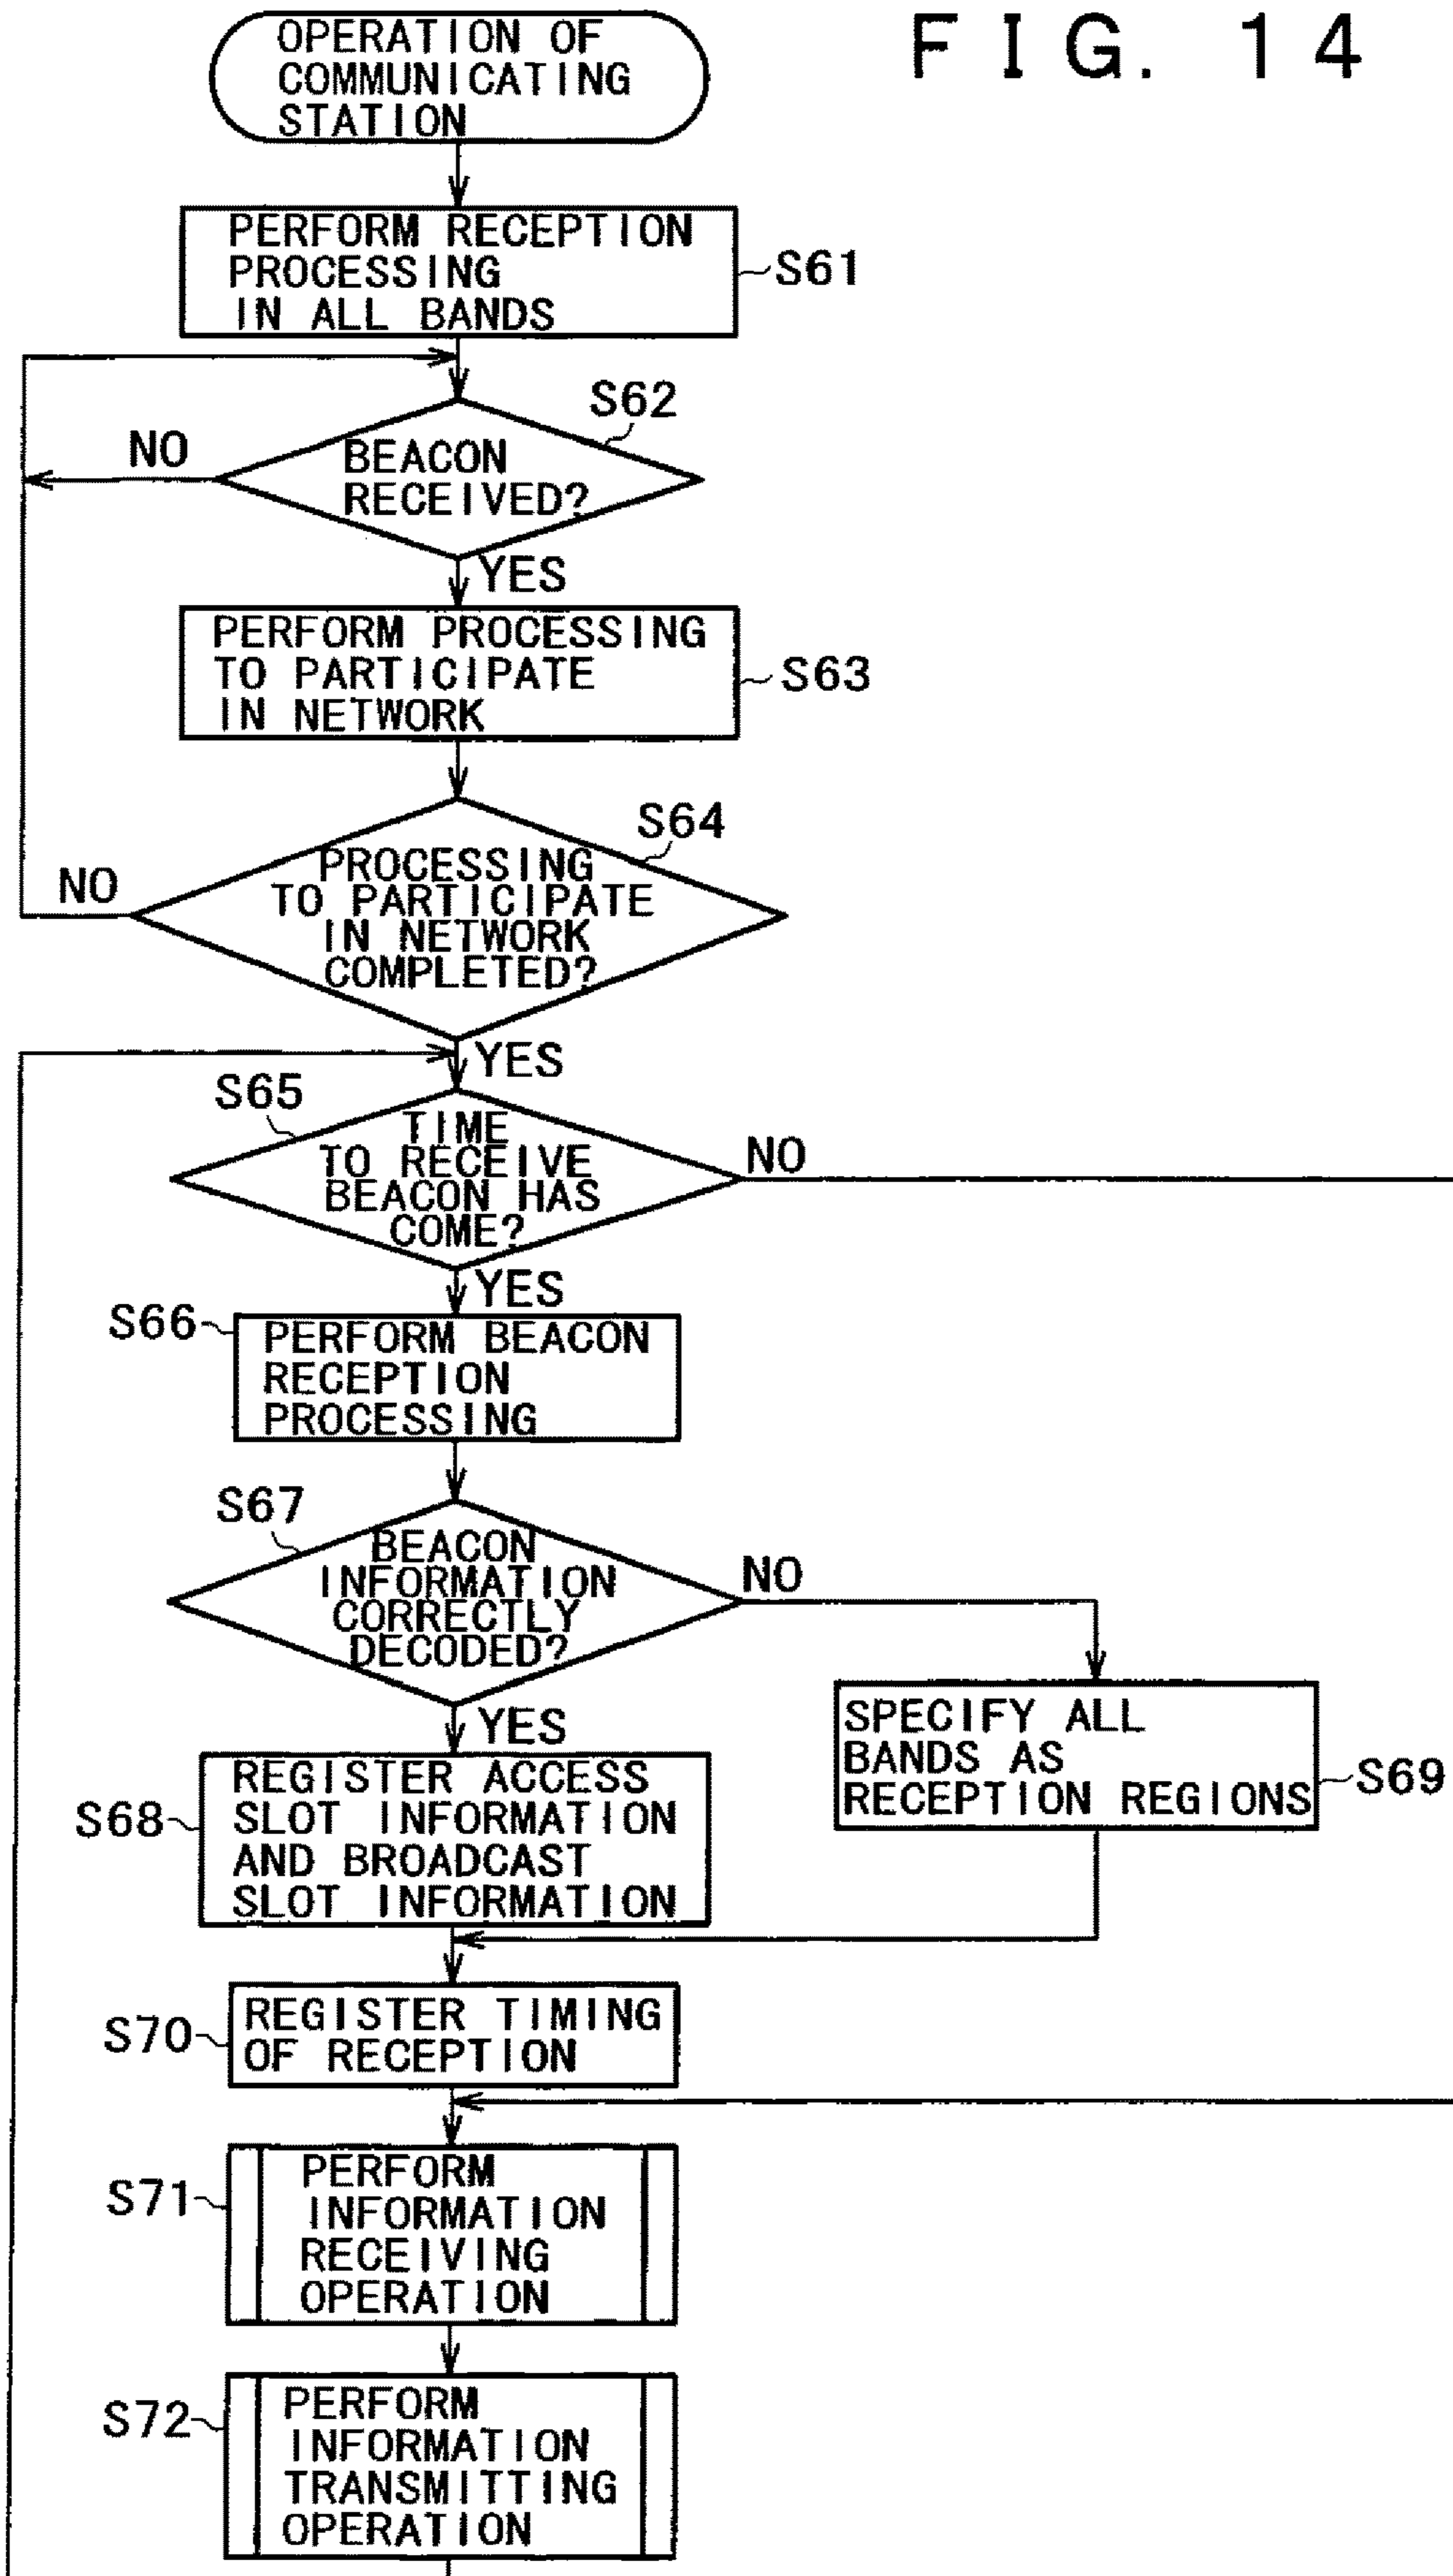 FIG. 14
OPERATION OF
COMMUNICATING
STATION
PERFORM RECEPTION
PROCESSING
IN ALL BANDS
S61
S62
BEACON
RECEIVED?
NO
YES
PERFORM PROCESSING
TO PARTICIPATE
IN NETWORK
S63
S64
PROCESSING
TO PARTICIPATE
IN NETWORK
COMPLETED?
NO
YES
S65
TIME
TO RECEIVE
BEACON HAS
COME?
NO
YES
S66
PERFORM BEACON
RECEPTION
PROCESSING
S67
BEACON
INFORMATION
CORRECTLY
DECODED?
NO
YES
SPECIFY ALL
BANDS AS
RECEPTION REGIONS
S69
S68
REGISTER ACCESS
SLOT INFORMATION
AND BROADCAST
SLOT INFORMATION
S70
REGISTER TIMING
OF RECEPTION
S71
PERFORM
INFORMATION
RECEIVING
OPERATION
S72
PERFORM
INFORMATION
TRANSMITTING
OPERATION